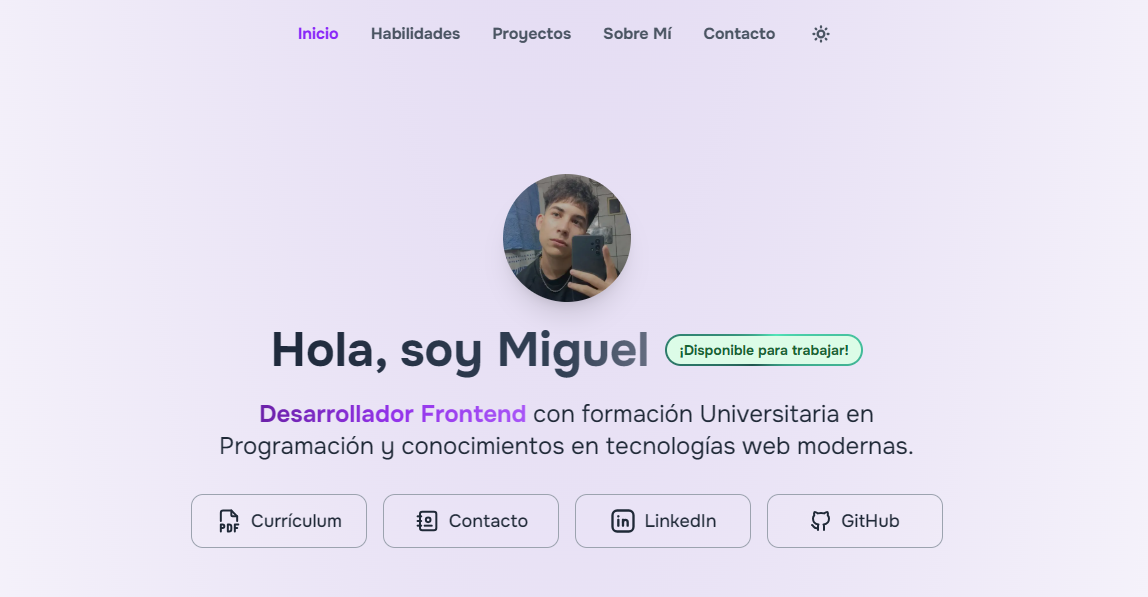 Inicio Habilidades Proyectos Sobre Mí Contacto
Hola, soy Miguel ¡Disponible para trabajar!
Desarrollador Frontend con formación Universitaria en
Programación y conocimientos en tecnologías web modernas.
PDF Currículum Contacto in LinkedIn GitHub